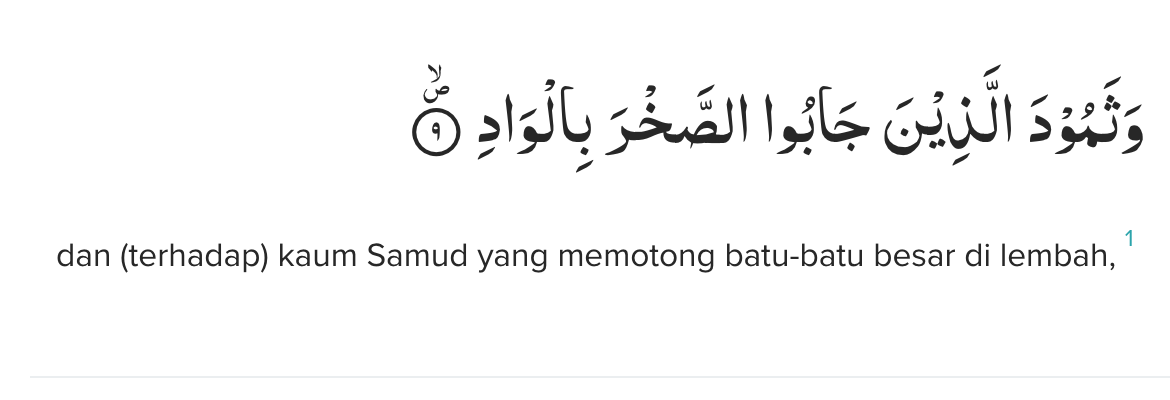 وَثَمُوْدَ الَّذِيْنَ جَابُوا الصَّخْرَ بِالْوَادِۖ ۙ ٩
dan (terhadap) kaum Samud yang memotong batu-batu besar di lembah, 1